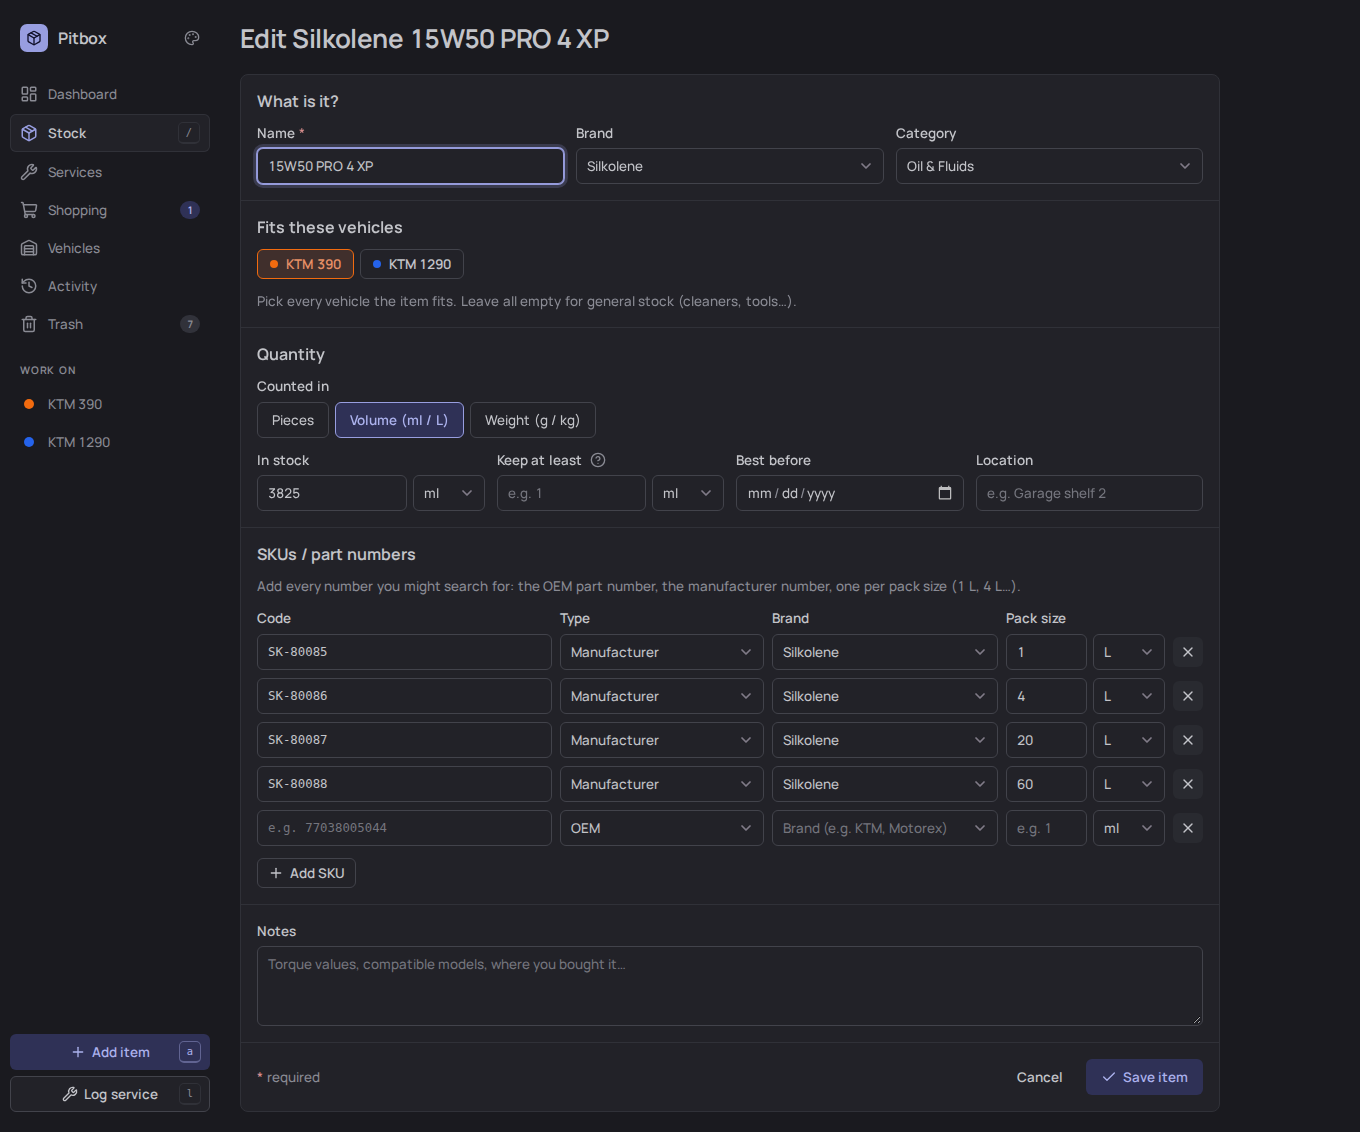 Pitbox
Dashboard
Stock /
Services
Shopping 1
Vehicles
Activity
Trash 7
WORK ON
KTM 390
KTM 1290
Add item a
Log service l
Edit Silkolene 15W50 PRO 4 XP
What is it?
Name * Brand Category
15W50 PRO 4 XP Silkolene Oil & Fluids
Fits these vehicles
KTM 390 KTM 1290
Pick every vehicle the item fits. Leave all empty for general stock (cleaners, tools…).
Quantity
Counted in
Pieces Volume (ml / L) Weight (g / kg)
In stock Keep at least ? Best before Location
3825 ml e.g. 1 ml mm/dd/yyyy e.g. Garage shelf 2
SKUs / part numbers
Add every number you might search for: the OEM part number, the manufacturer number, one per pack size (1 L, 4 L…).
Code Type Brand Pack size
SK-80085 Manufacturer Silkolene 1 L
SK-80086 Manufacturer Silkolene 4 L
SK-80087 Manufacturer Silkolene 20 L
SK-80088 Manufacturer Silkolene 60 L
e.g. 77038005044 OEM Brand (e.g. KTM, Motorex) e.g. 1 ml
Add SKU
Notes
Torque values, compatible models, where you bought it…
* required Cancel Save item